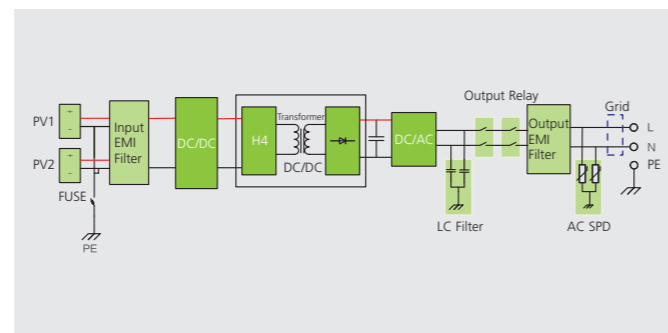 PV1
+
-
PV2
+
-
FUSE
PE
Input
EMI
Filter
DC/DC
H4
Transformer
DC/DC
DC/AC
LC Filter
Output Relay
Output
EMI
Filter
AC SPD
Grid
L
N
PE